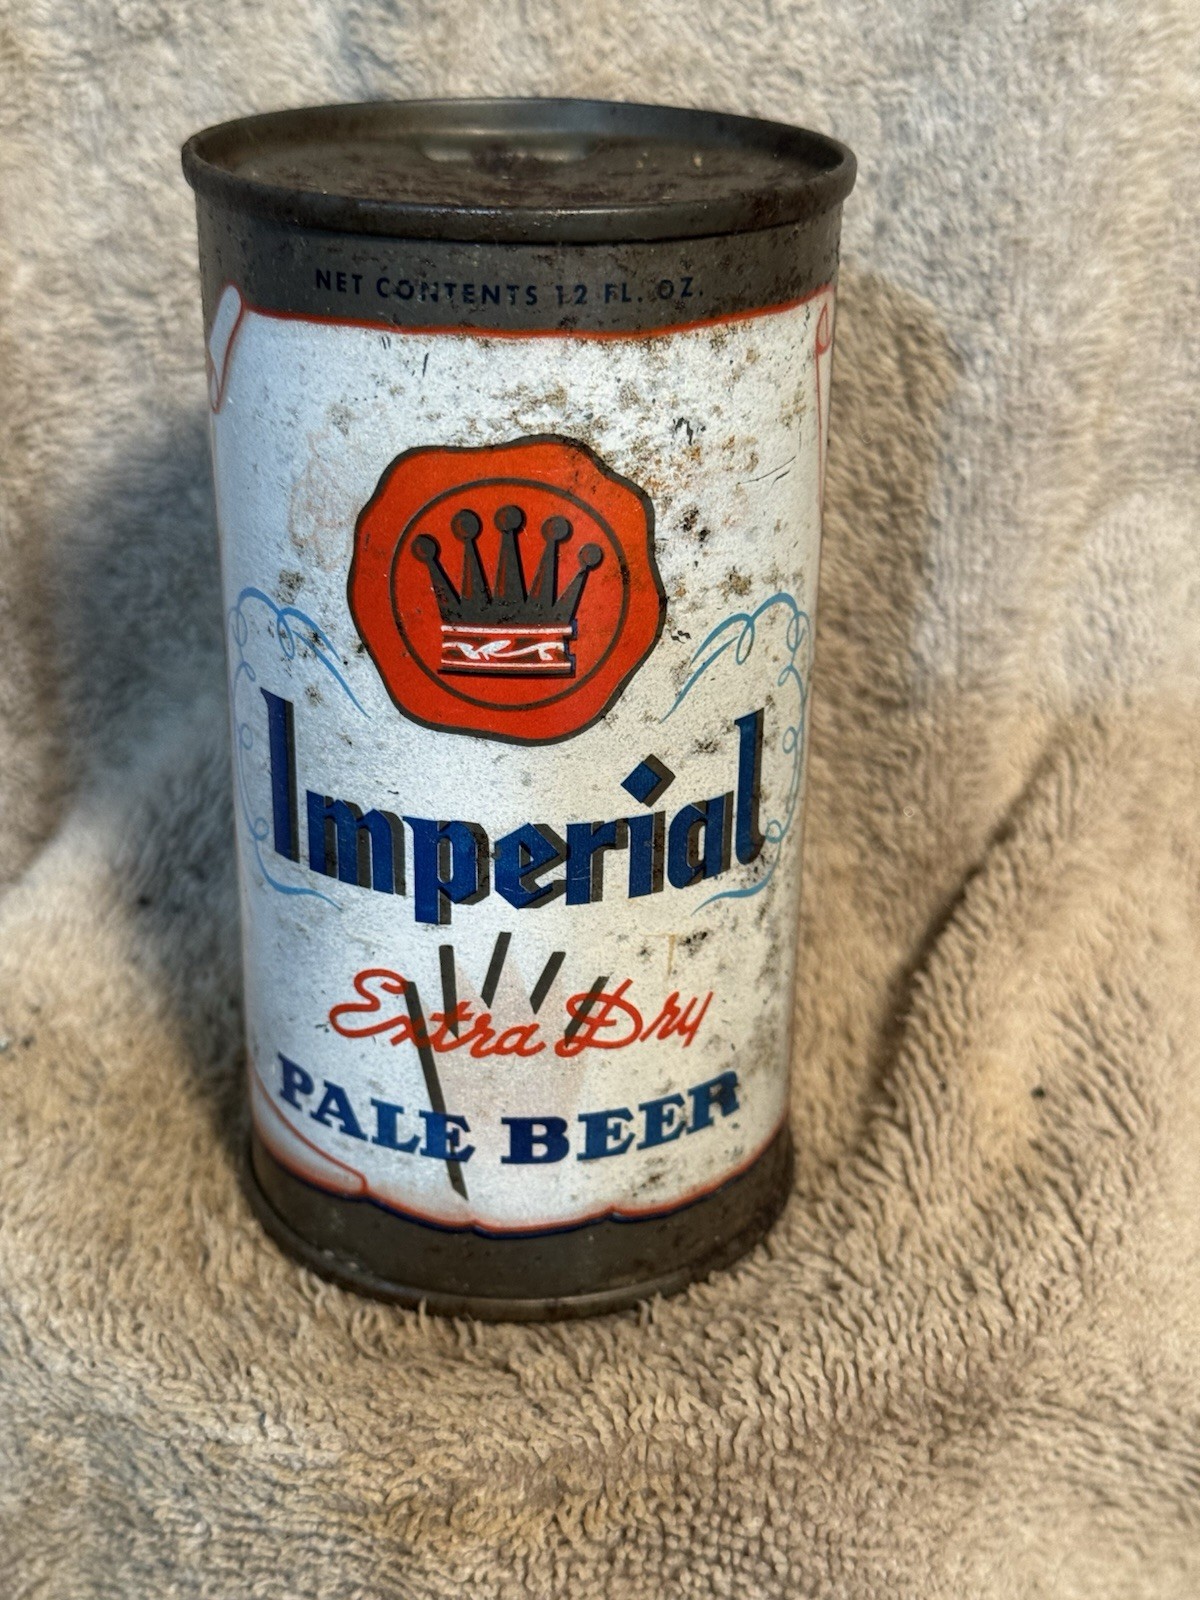 NET CONTENTS 12 FL. OZ.
Imperial
Extra Dry
PALE BEER